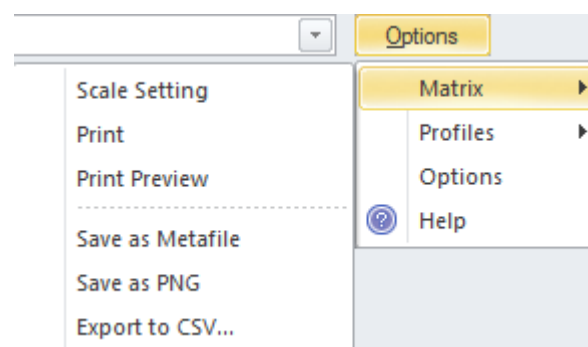 Options
Matrix
Profiles
Options
Help
Scale Setting
Print
Print Preview
Save as Metafile
Save as PNG
Export to CSV...